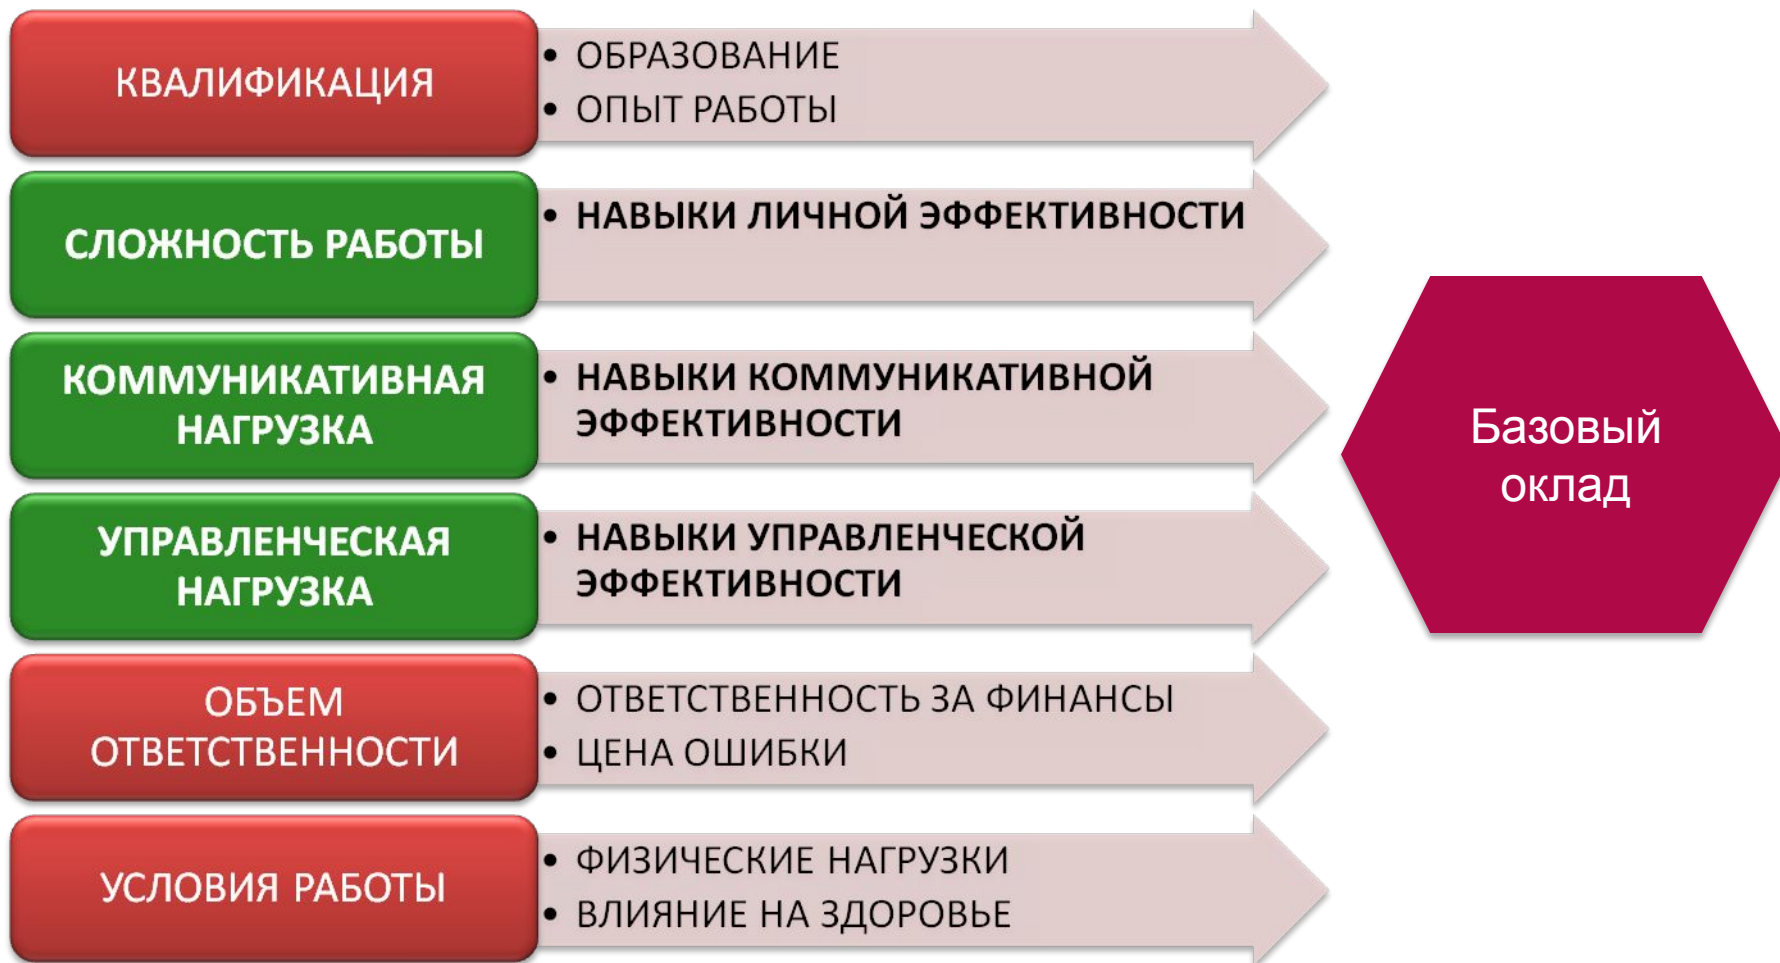 КВАЛИФИКАЦИЯ
• ОБРАЗОВАНИЕ
• ОПЫТ РАБОТЫ
СЛОЖНОСТЬ РАБОТЫ
• НАВЫКИ ЛИЧНОЙ ЭФФЕКТИВНОСТИ
КОММУНИКАТИВНАЯ
НАГРУЗКА
• НАВЫКИ КОММУНИКАТИВНОЙ
ЭФФЕКТИВНОСТИ
УПРАВЛЕНЧЕСКАЯ
НАГРУЗКА
• НАВЫКИ УПРАВЛЕНЧЕСКОЙ
ЭФФЕКТИВНОСТИ
ОБЪЕМ
ОТВЕТСТВЕННОСТИ
• ОТВЕТСТВЕННОСТЬ ЗА ФИНАНСЫ
• ЦЕНА ОШИБКИ
УСЛОВИЯ РАБОТЫ
• ФИЗИЧЕСКИЕ НАГРУЗКИ
• ВЛИЯНИЕ НА ЗДОРОВЬЕ
Базовый
оклад